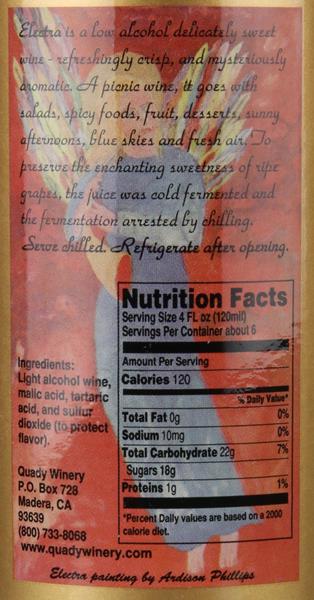 Electra is a low alcohol delicately sweet
wine - refreshingly crisp, and mysteriously
aromatic. A picnic wine, it goes with
salads, spicy foods, fruit, desserts, sunny
afternoons, blue skies and fresh air. To
preserve the enchanting sweetness of ripe
grapes, the juice was cold fermented and
the fermentation arrested by chilling.
Serve chilled. Refrigerate after opening.
Ingredients:
Light alcohol wine,
malic acid, tartaric
acid, and sulfur
dioxide (to protect
flavor).
Quady Winery
P.O. Box 728
Madera, CA
93639
(800) 733-8068
www.quadywinery.com
Nutrition Facts
Serving Size 4 FL oz (120ml)
Servings Per Container about 6
Amount Per Serving
Calories 120
% Daily Value*
Total Fat 0g 0%
Sodium 10mg 0%
Total Carbohydrate 22g 7%
Sugars 18g
Proteins 1g 1%
*Percent Daily values are based on a 2000
calorie diet.
Electra painting by Ardison Phillips